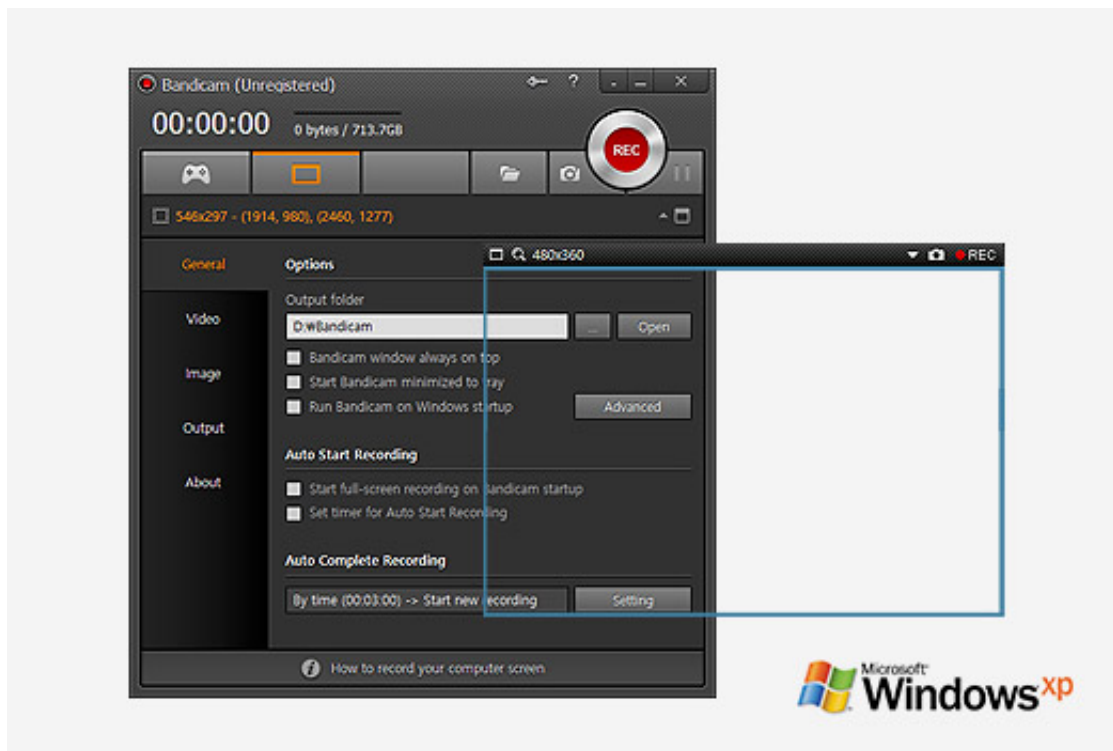 Bandicam (Unregistered) ?
00:00:00 0 bytes / 713.7GB
REC
546x297 - (1914, 980), (2460, 1277)
480x360 REC
General
Video
Image
Output
About
Options
Output folder
D:₩Bandicam ... Open
Bandicam window always on top
Start Bandicam minimized to tray
Run Bandicam on Windows startup Advanced
Auto Start Recording
Start full-screen recording on Bandicam startup
Set timer for Auto Start Recording
Auto Complete Recording
By time (00:03:00) -> Start new recording Setting
How to record your computer screen
Microsoft
Windows xp